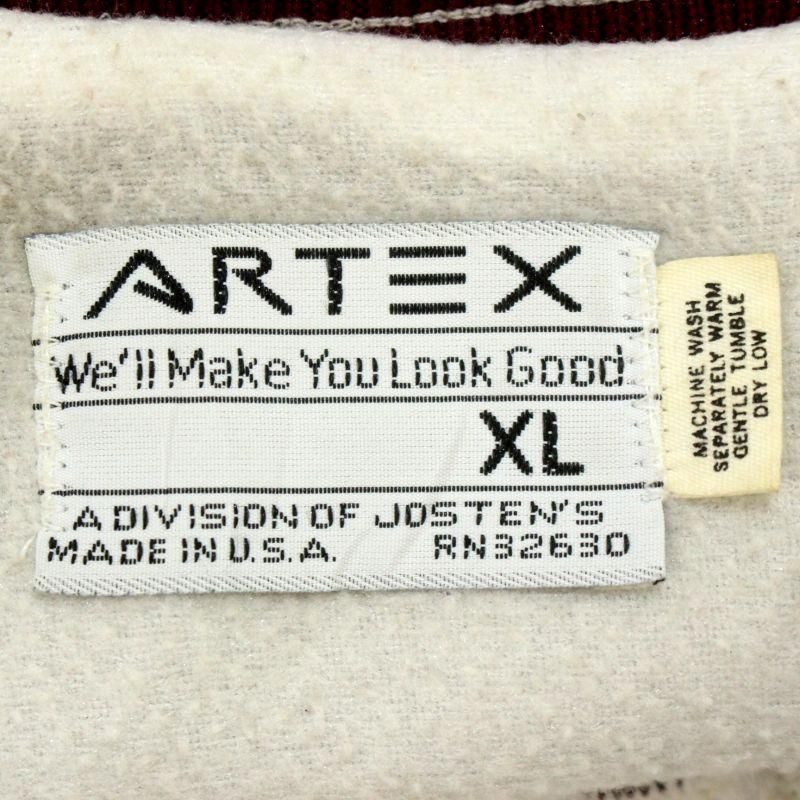 ARTEX
We'll Make You Look Good
XL
A DIVISION OF JOSTEN'S
MADE IN U.S.A. RN32630
MACHINE WASH
SEPARATELY WARM
GENTLE TUMBLE
DRY LOW